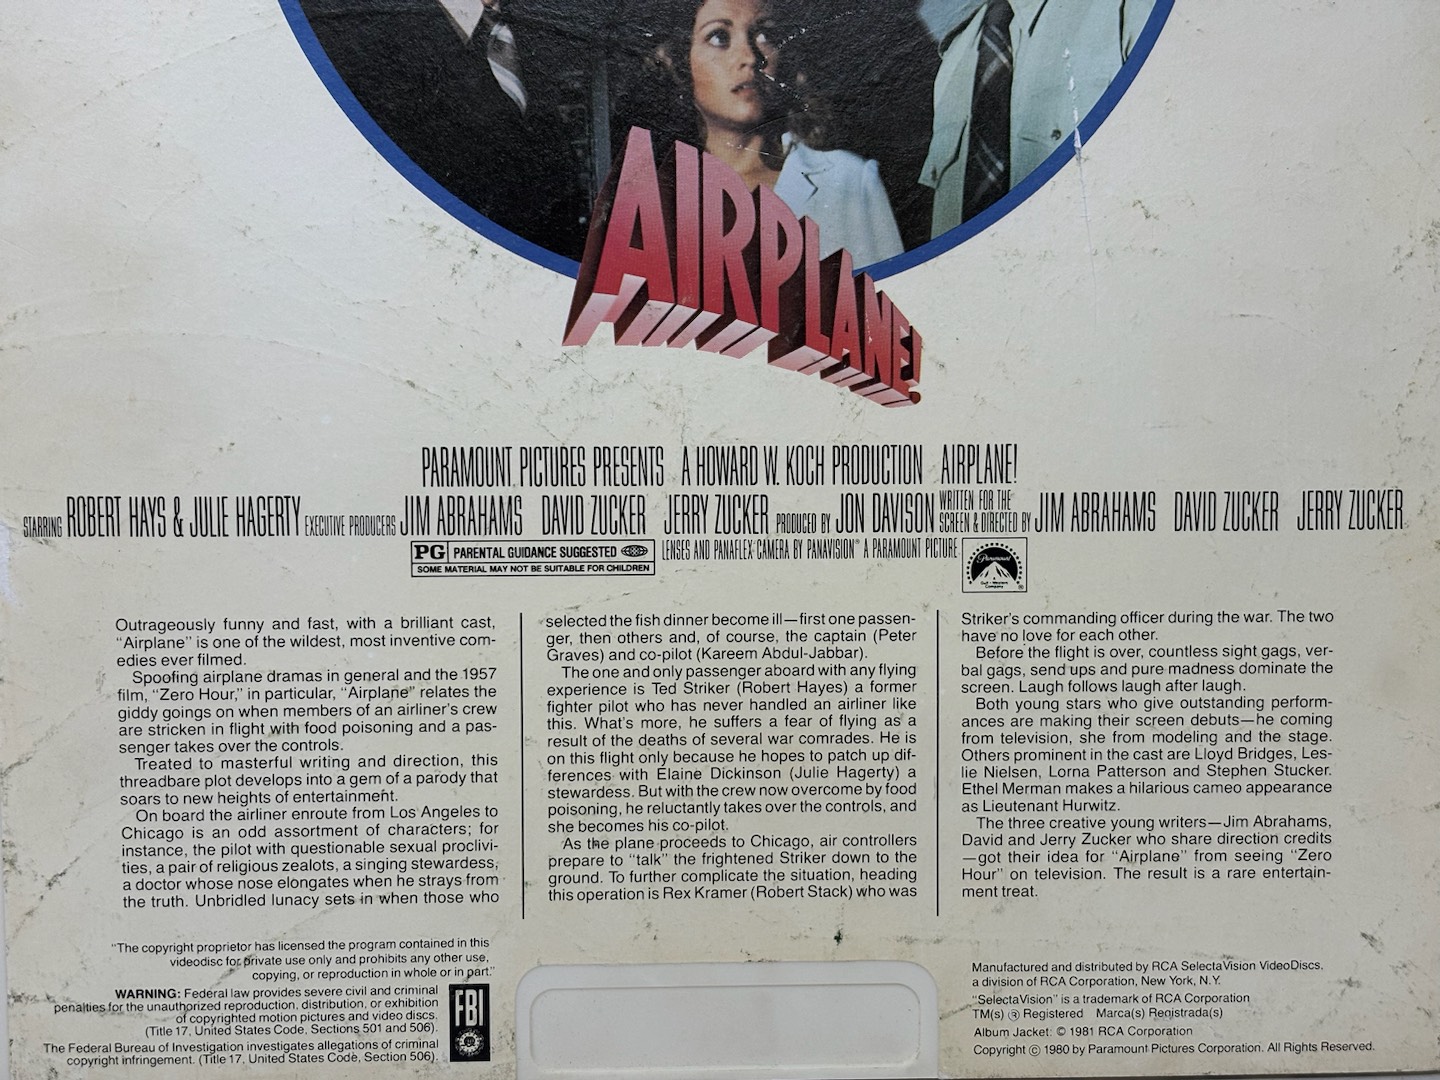 AIRPLANE!
PARAMOUNT PICTURES PRESENTS A HOWARD W. KOCH PRODUCTION AIRPLANE!
STARRING ROBERT HAYS & JULIE HAGERTY EXECUTIVE PRODUCERS JIM ABRAHAMS DAVID ZUCKER JERRY ZUCKER PRODUCED BY JON DAVISON WRITTEN FOR THE SCREEN & DIRECTED BY JIM ABRAHAMS DAVID ZUCKER JERRY ZUCKER
PG PARENTAL GUIDANCE SUGGESTED
SOME MATERIAL MAY NOT BE SUITABLE FOR CHILDREN
LENSES AND PANAFLEX CAMERA BY PANAVISION® A PARAMOUNT PICTURE
Paramount
Gulf+Western
Company
®
Outrageously funny and fast, with a brilliant cast,
"Airplane" is one of the wildest, most inventive com-
edies ever filmed.
Spoofing airplane dramas in general and the 1957
film, "Zero Hour," in particular, "Airplane" relates the
giddy goings on when members of an airliner's crew
are stricken in flight with food poisoning and a pas-
senger takes over the controls.
Treated to masterful writing and direction, this
threadbare plot develops into a gem of a parody that
soars to new heights of entertainment.
On board the airliner enroute from Los Angeles to
Chicago is an odd assortment of characters; for
instance, the pilot with questionable sexual proclivi-
ties, a pair of religious zealots, a singing stewardess,
a doctor whose nose elongates when he strays from
the truth. Unbridled lunacy sets in when those who
selected the fish dinner become ill—first one passen-
ger, then others and, of course, the captain (Peter
Graves) and co-pilot (Kareem Abdul-Jabbar).
The one and only passenger aboard with any flying
experience is Ted Striker (Robert Hayes) a former
fighter pilot who has never handled an airliner like
this. What's more, he suffers a fear of flying as a
result of the deaths of several war comrades. He is
on this flight only because he hopes to patch up dif-
ferences with Elaine Dickinson (Julie Hagerty) a
stewardess. But with the crew now overcome by food
poisoning, he reluctantly takes over the controls, and
she becomes his co-pilot.
As the plane proceeds to Chicago, air controllers
prepare to "talk" the frightened Striker down to the
ground. To further complicate the situation, heading
this operation is Rex Kramer (Robert Stack) who was
Striker's commanding officer during the war. The two
have no love for each other.
Before the flight is over, countless sight gags, ver-
bal gags, send ups and pure madness dominate the
screen. Laugh follows laugh after laugh.
Both young stars who give outstanding perform-
ances are making their screen debuts—he coming
from television, she from modeling and the stage.
Others prominent in the cast are Lloyd Bridges, Les-
lie Nielsen, Lorna Patterson and Stephen Stucker.
Ethel Merman makes a hilarious cameo appearance
as Lieutenant Hurwitz.
The three creative young writers—Jim Abrahams,
David and Jerry Zucker who share direction credits
—got their idea for "Airplane" from seeing "Zero
Hour" on television. The result is a rare entertain-
ment treat.
"The copyright proprietor has licensed the program contained in this
videodisc for private use only and prohibits any other use,
copying, or reproduction in whole or in part."
WARNING: Federal law provides severe civil and criminal
penalties for the unauthorized reproduction, distribution, or exhibition
of copyrighted motion pictures and video discs.
(Title 17, United States Code, Sections 501 and 506).
The Federal Bureau of Investigation investigates allegations of criminal
copyright infringement. (Title 17, United States Code, Section 506).
FBI
Manufactured and distributed by RCA SelectaVision VideoDiscs,
a division of RCA Corporation, New York, N.Y.
"SelectaVision" is a trademark of RCA Corporation
TM(s) ® Registered Marca(s) Registrada(s)
Album Jacket: © 1981 RCA Corporation
Copyright © 1980 by Paramount Pictures Corporation. All Rights Reserved.